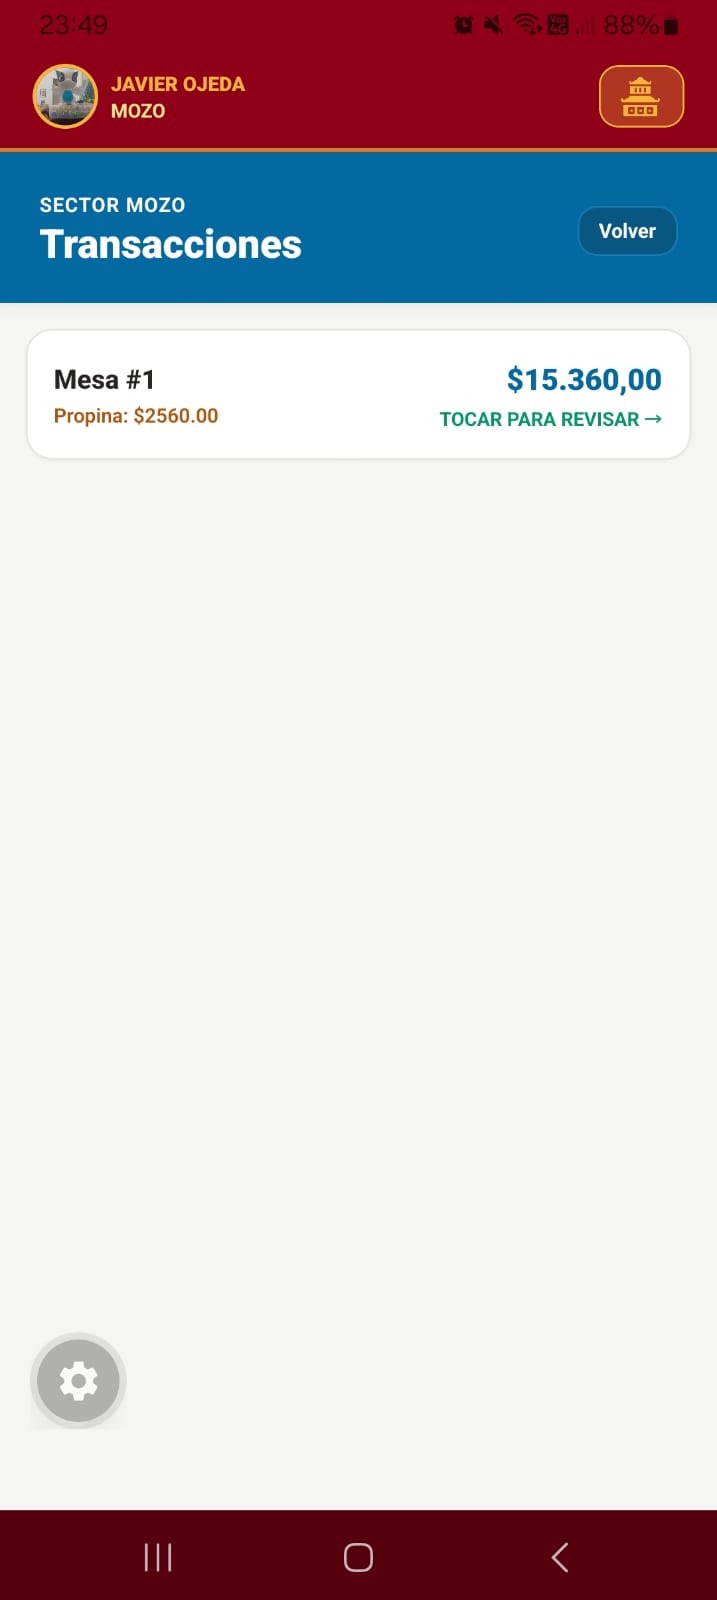 23:49
88%
JAVIER OJEDA
MOZO
SECTOR MOZO
Transacciones
Volver
Mesa #1
$15.360,00
Propina: $2560.00
TOCAR PARA REVISAR →